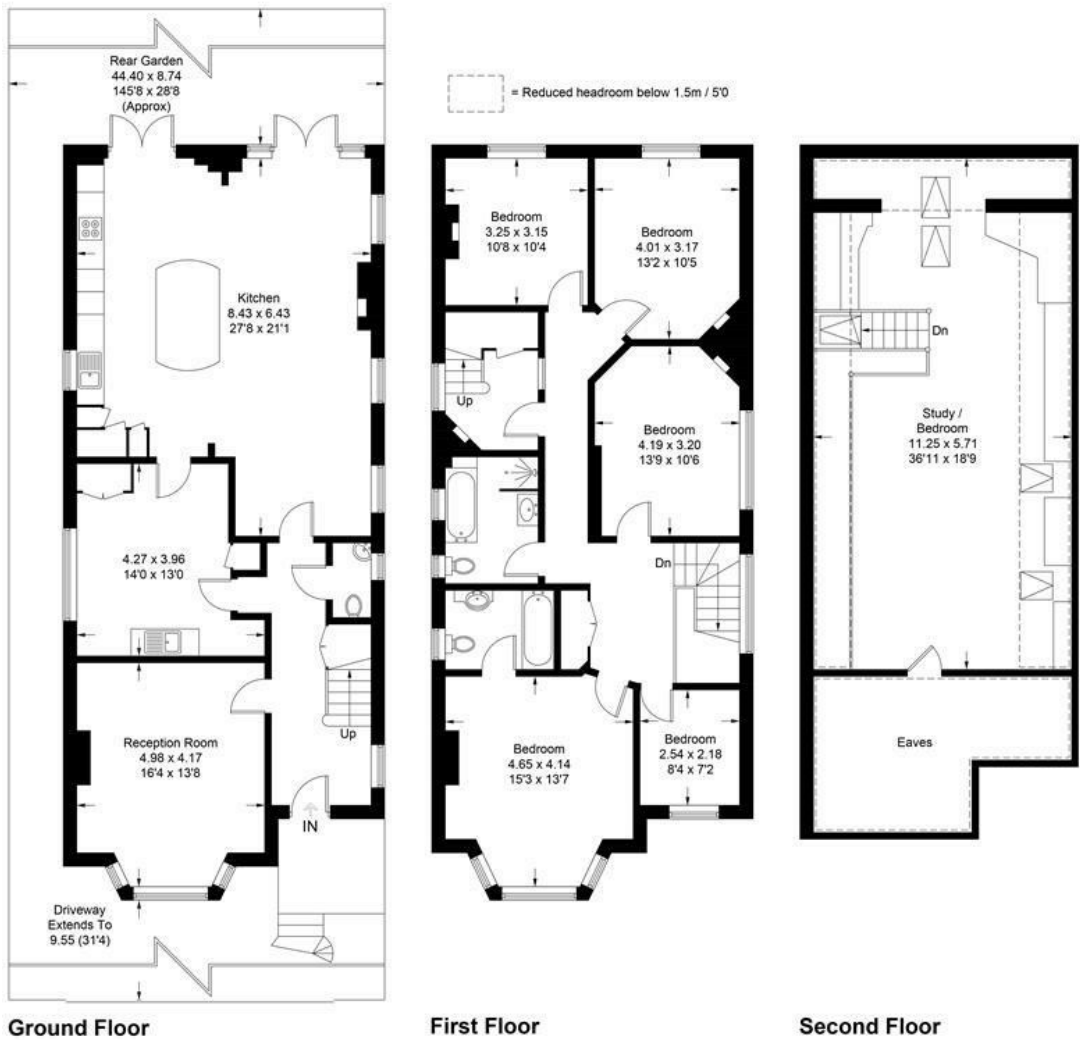 Rear Garden
44.40 x 8.74
145'8 x 28'8
(Approx)
Kitchen
8.43 x 6.43
27'8 x 21'1
4.27 x 3.96
14'0 x 13'0
Reception Room
4.98 x 4.17
16'4 x 13'8
Up
IN
Driveway
Extends To
9.55 (31'4)
Ground Floor
= Reduced headroom below 1.5m / 5'0
Bedroom
3.25 x 3.15
10'8 x 10'4
Bedroom
4.01 x 3.17
13'2 x 10'5
Up
Bedroom
4.19 x 3.20
13'9 x 10'6
Dn
Bedroom
4.65 x 4.14
15'3 x 13'7
Bedroom
2.54 x 2.18
8'4 x 7'2
First Floor
Dn
Study /
Bedroom
11.25 x 5.71
36'11 x 18'9
Eaves
Second Floor